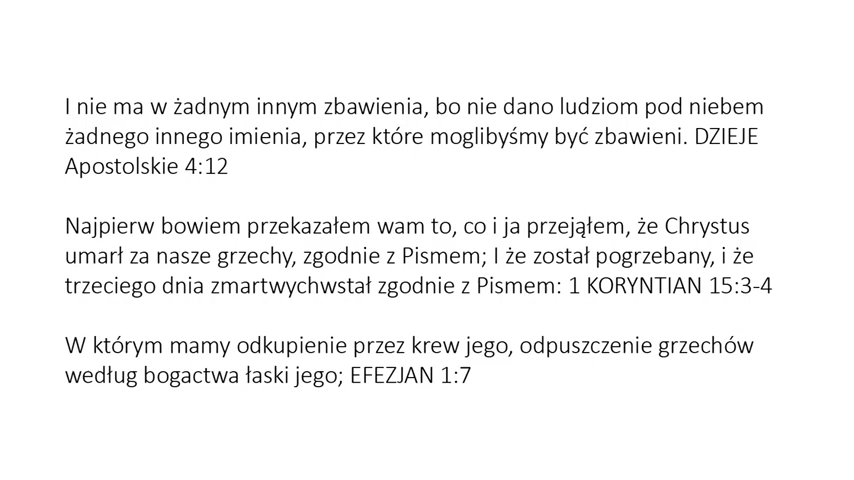 I nie ma w żadnym innym zbawienia, bo nie dano ludziom pod niebem
żadnego innego imienia, przez które moglibyśmy być zbawieni. DZIEJE
Apostolskie 4:12
Najpierw bowiem przekazałem wam to, co i ja przejąłem, że Chrystus
umarł za nasze grzechy, zgodnie z Pismem; I że został pogrzebany, i że
trzeciego dnia zmartwychwstał zgodnie z Pismem: 1 KORYNTIAN 15:3-4
W którym mamy odkupienie przez krew jego, odpuszczenie grzechów
według bogactwa łaski jego; EFEZJAN 1:7